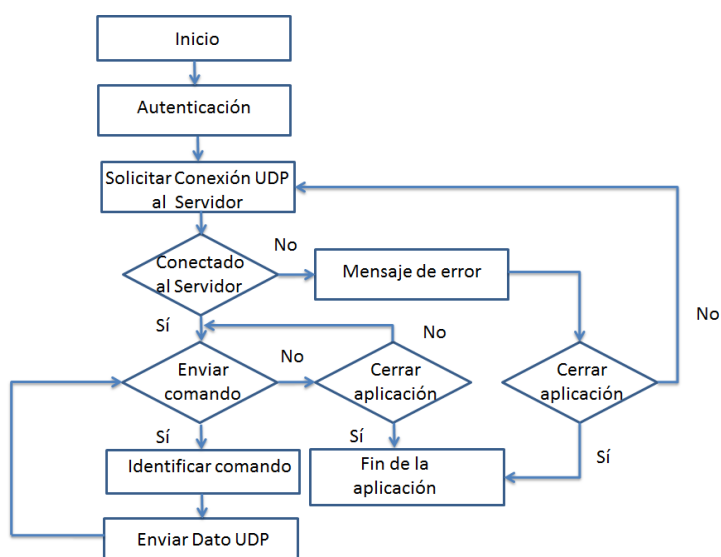 Inicio
Autenticación
Solicitar Conexión UDP
al Servidor
No
Conectado
al Servidor
Mensaje de error
No
Sí
No
No
Enviar
comando
Cerrar
aplicación
Cerrar
aplicación
Sí
Sí
Sí
Identificar comando
Fin de la
aplicación
Enviar Dato UDP